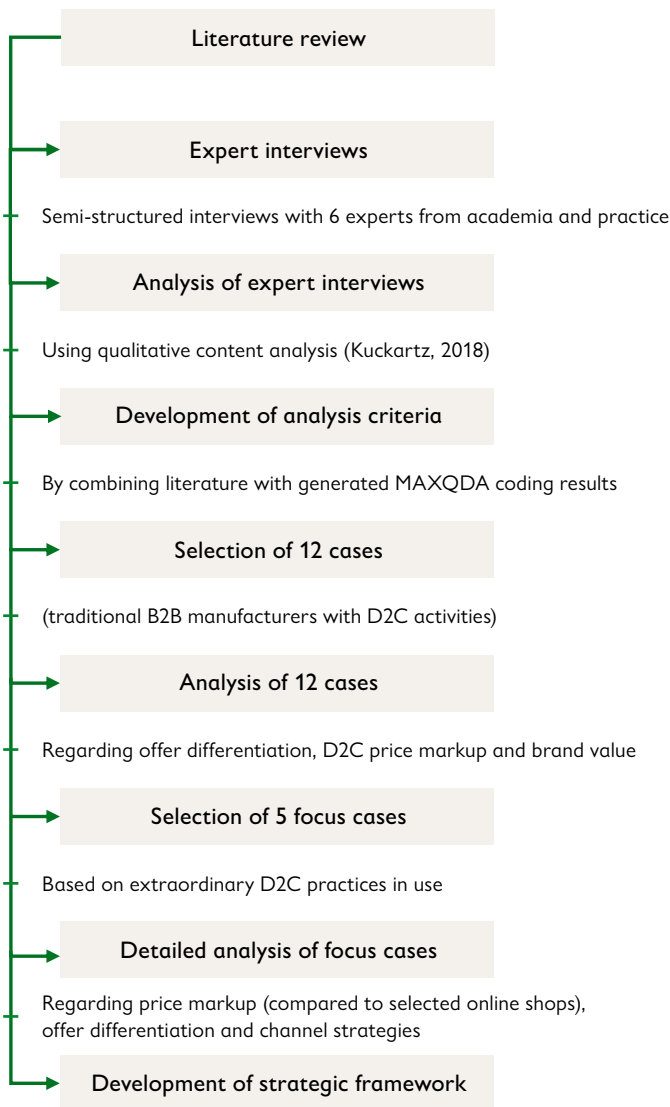 Literature review
Expert interviews
Semi-structured interviews with 6 experts from academia and practice
Analysis of expert interviews
Using qualitative content analysis (Kuckartz, 2018)
Development of analysis criteria
By combining literature with generated MAXQDA coding results
Selection of 12 cases
(traditional B2B manufacturers with D2C activities)
Analysis of 12 cases
Regarding offer differentiation, D2C price markup and brand value
Selection of 5 focus cases
Based on extraordinary D2C practices in use
Detailed analysis of focus cases
Regarding price markup (compared to selected online shops),
offer differentiation and channel strategies
Development of strategic framework